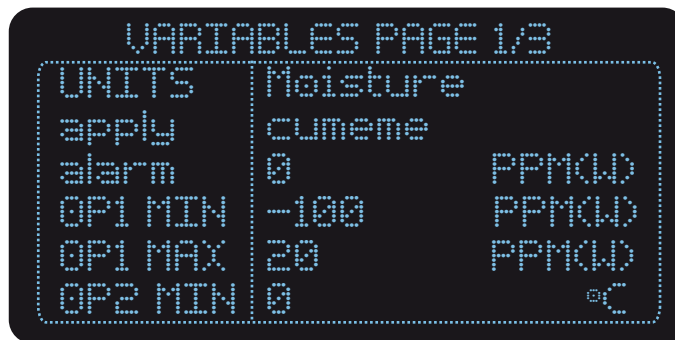 VARIABLES PAGE 1/3
UNITS Moisture
apply cumeme
alarm 0 PPM(W)
OP1 MIN -100 PPM(W)
OP1 MAX 20 PPM(W)
OP2 MIN 0 °C